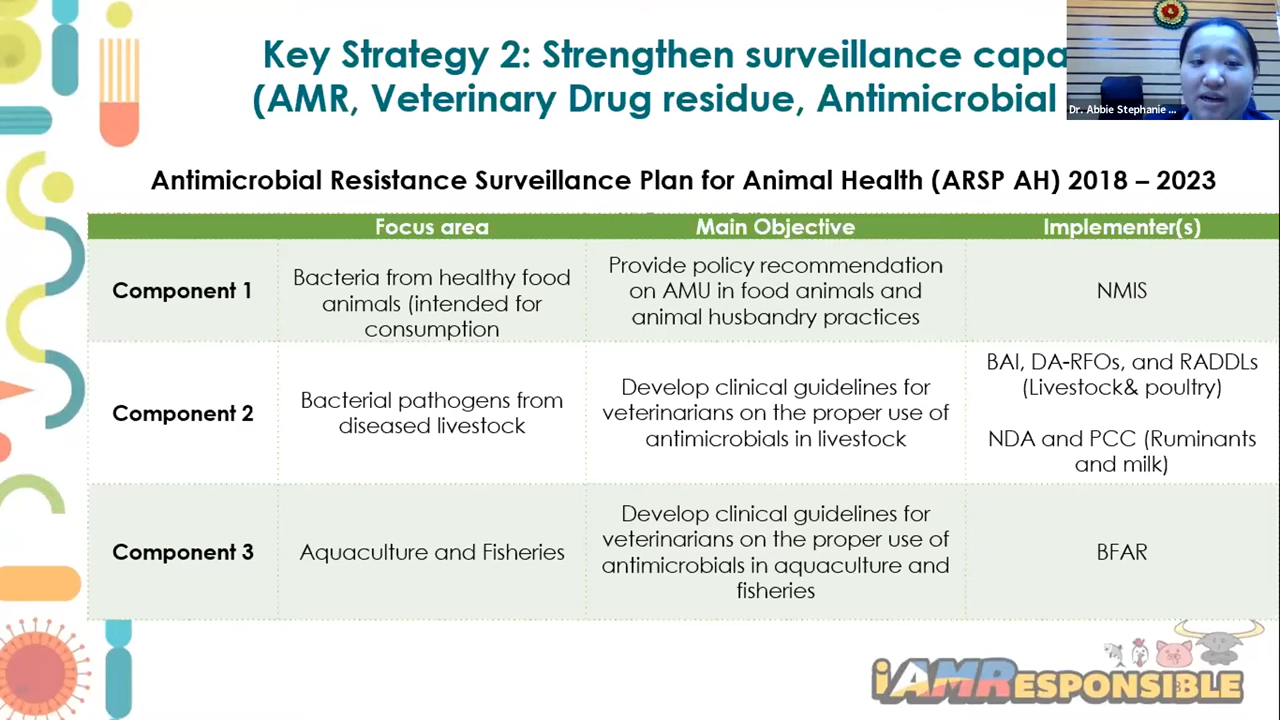 Key Strategy 2: Strengthen surveillance capa
(AMR, Veterinary Drug residue, Antimicrobial
Dr. Abbie Stephanie ...
Antimicrobial Resistance Surveillance Plan for Animal Health (ARSP AH) 2018 – 2023
Focus area
Main Objective
Implementer(s)
Component 1
Bacteria from healthy food
animals (intended for
consumption
Provide policy recommendation
on AMU in food animals and
animal husbandry practices
NMIS
Component 2
Bacterial pathogens from
diseased livestock
Develop clinical guidelines for
veterinarians on the proper use of
antimicrobials in livestock
BAI, DA-RFOs, and RADDLs
(Livestock& poultry)
NDA and PCC (Ruminants
and milk)
Component 3
Aquaculture and Fisheries
Develop clinical guidelines for
veterinarians on the proper use of
antimicrobials in aquaculture and
fisheries
BFAR
iAMResponsible